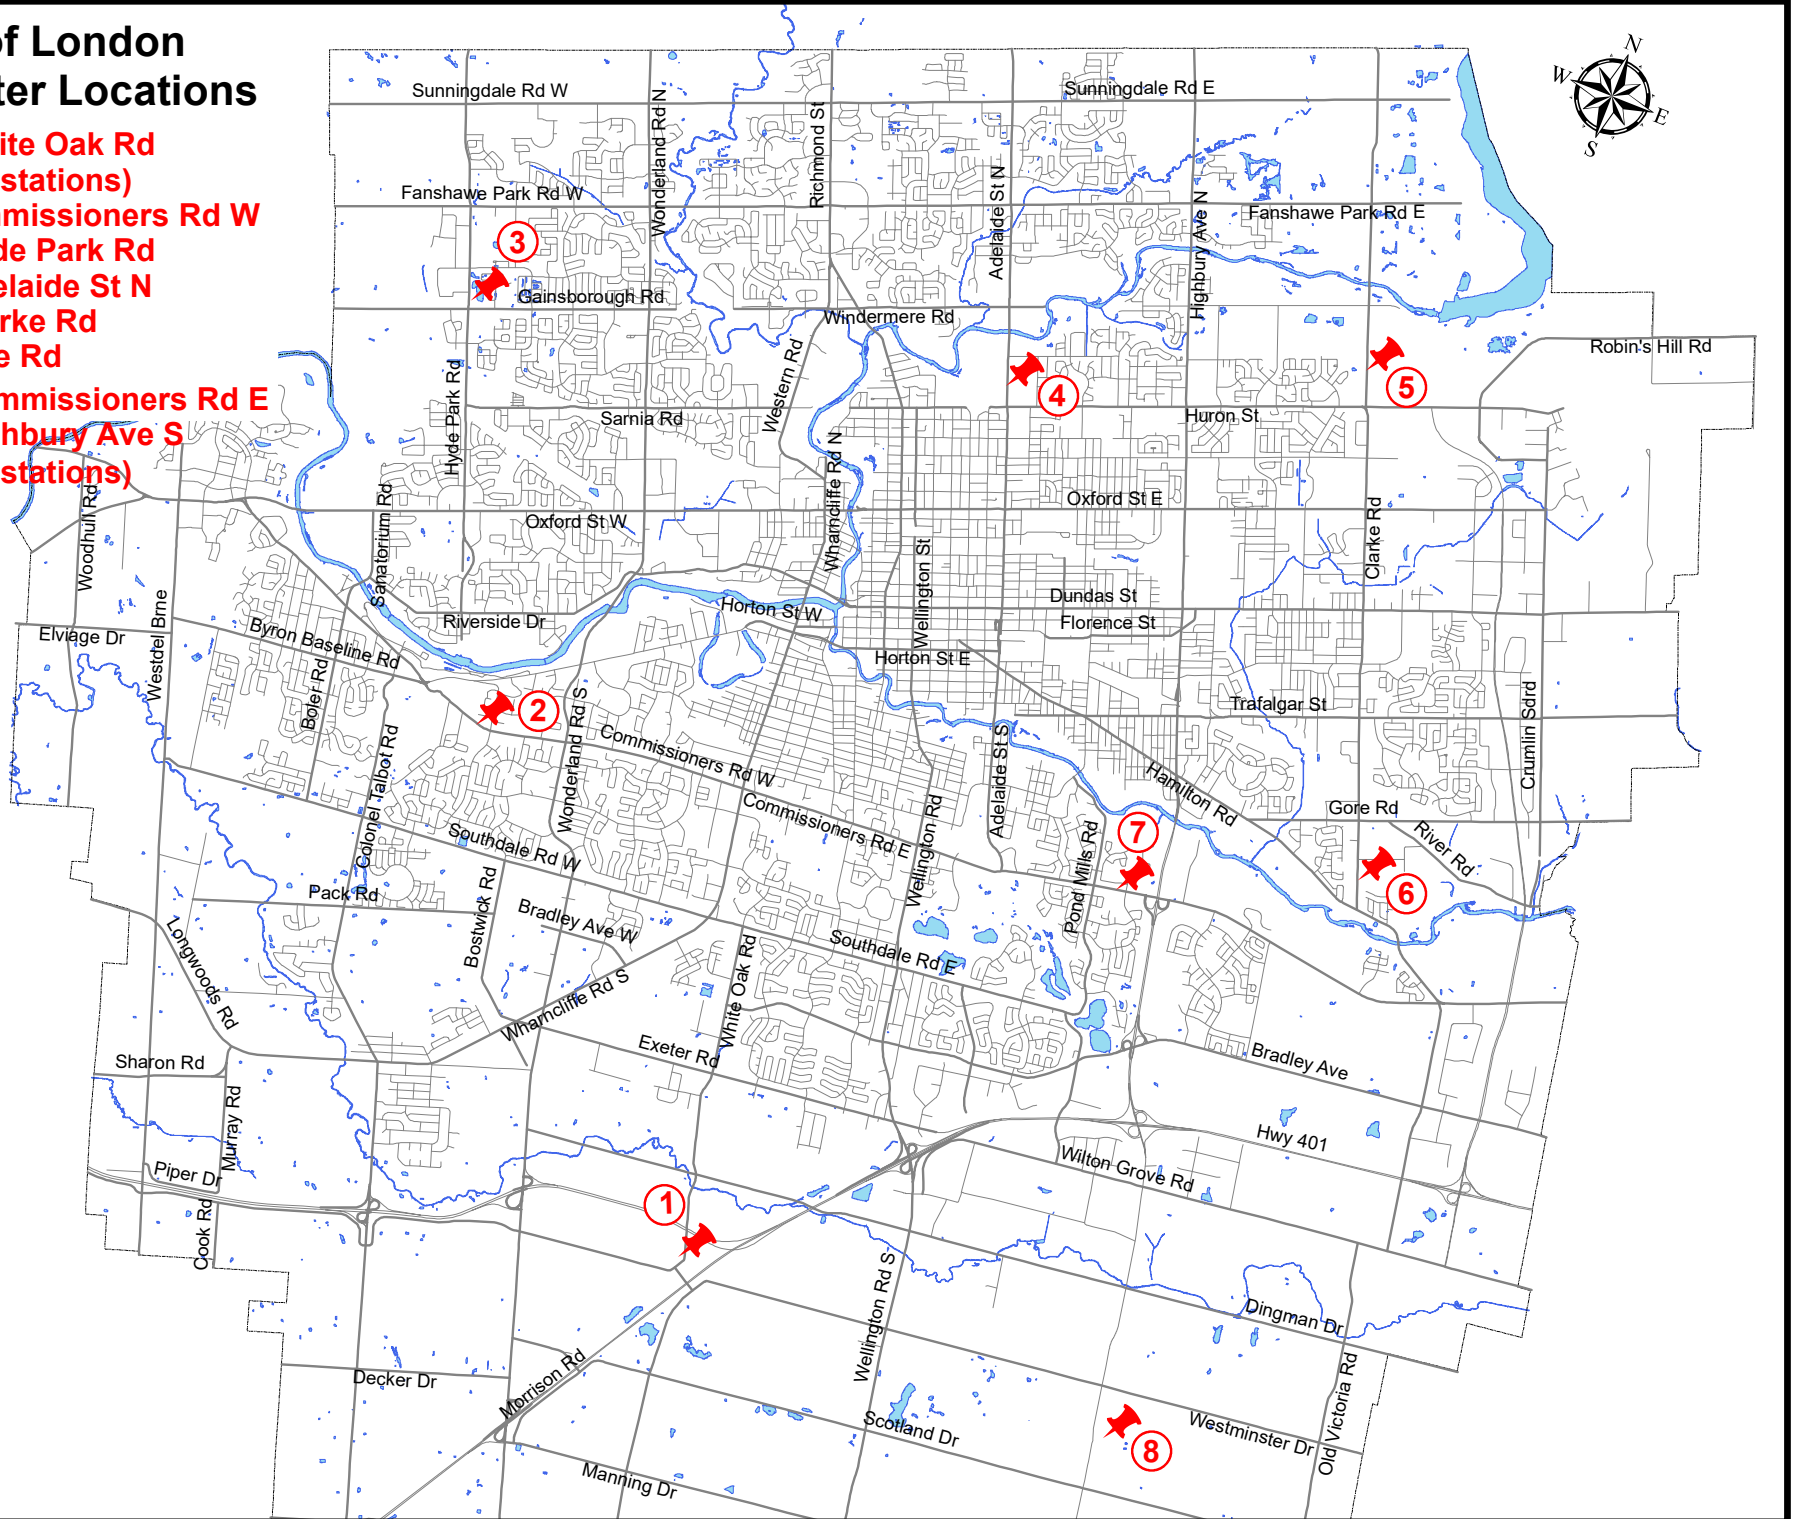 of London
ter Locations
ite Oak Rd
stations)
mmissioners Rd W
de Park Rd
elaide St N
rke Rd
e Rd
mmissioners Rd E
hbury Ave S
stations)
N
W
E
S
Sunningdale Rd W
Sunningdale Rd E
Wonderland Rd N
Richmond St
Fanshawe Park Rd W
Fanshawe Park Rd E
Adelaide St N
Highbury Ave N
3
Gainsborough Rd
Windermere Rd
Robin's Hill Rd
Hyde Park Rd
Western Rd
4
5
Sarnia Rd
Huron St
Wharncliffe Rd N
Woodhull Rd
Sanatorium Rd
Oxford St W
Oxford St E
Clarke Rd
Wellington St
Westdel Brne
Dundas St
Horton St W
Florence St
Riverside Dr
Elviage Dr
Byron Baseline Rd
Horton St E
Boler Rd
2
Wonderland Rd S
Trafalgar St
Crumlin Sdrd
Colonel Talbot Rd
Commissioners Rd W
Adelaide St S
Hamilton Rd
Commissioners Rd E
Wellington Rd
Gore Rd
River Rd
7
Pond Mills Rd
Southdale Rd W
6
Pack Rd
Bostwick Rd
Bradley Ave W
Southdale Rd E
Longwoods Rd
White Oak Rd
Wharncliffe Rd S
Exeter Rd
Bradley Ave
Sharon Rd
Murray Rd
Hwy 401
Piper Dr
Wilton Grove Rd
Cook Rd
1
Wellington Rd S
Dingman Dr
Decker Dr
Morrison Rd
Old Victoria Rd
Scotland Dr
Westminster Dr
8
Manning Dr